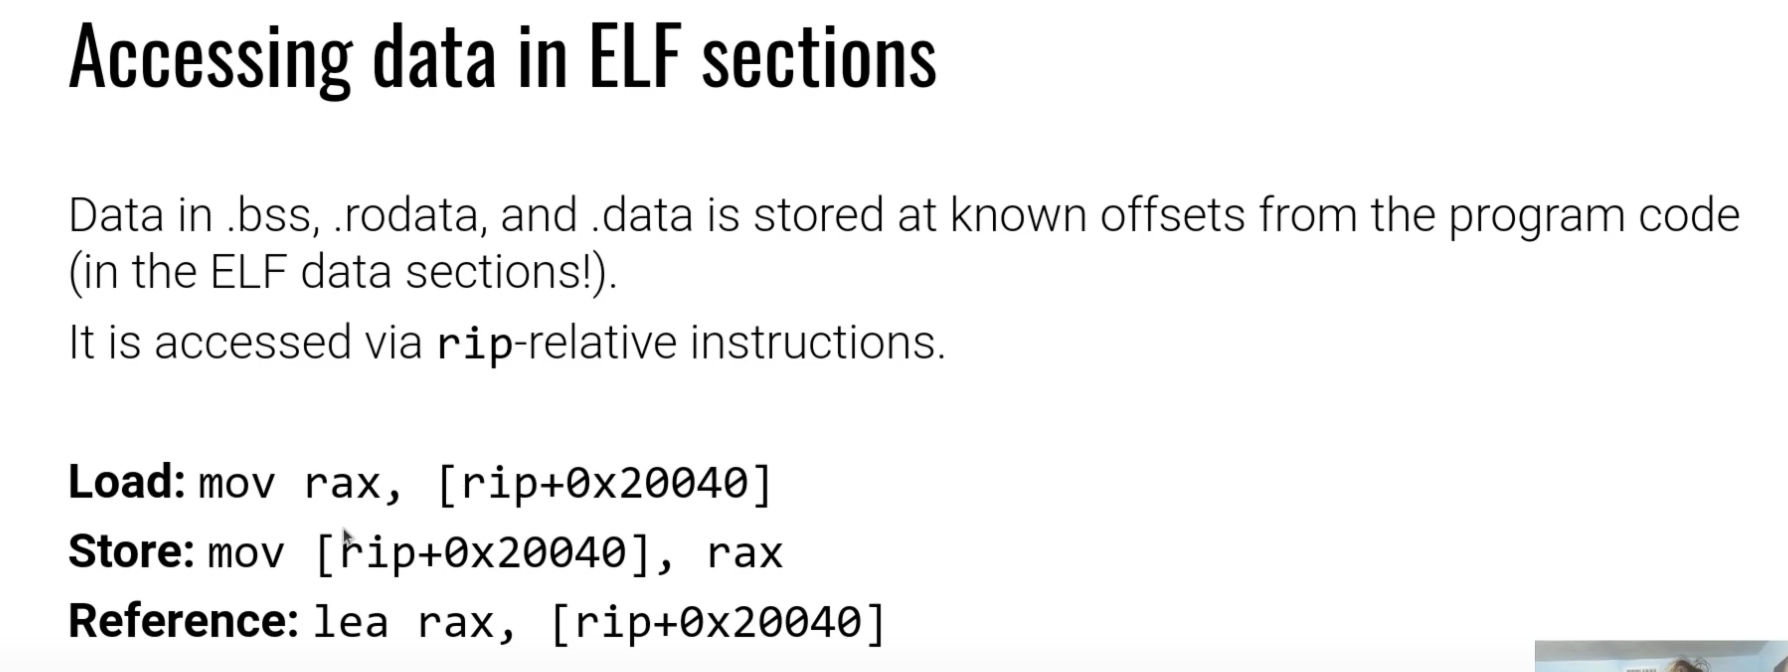 Accessing data in ELF sections
Data in .bss, .rodata, and .data is stored at known offsets from the program code
(in the ELF data sections!).
It is accessed via rip-relative instructions.
Load: mov rax, [rip+0x20040]
Store: mov [rip+0x20040], rax
Reference: lea rax, [rip+0x20040]